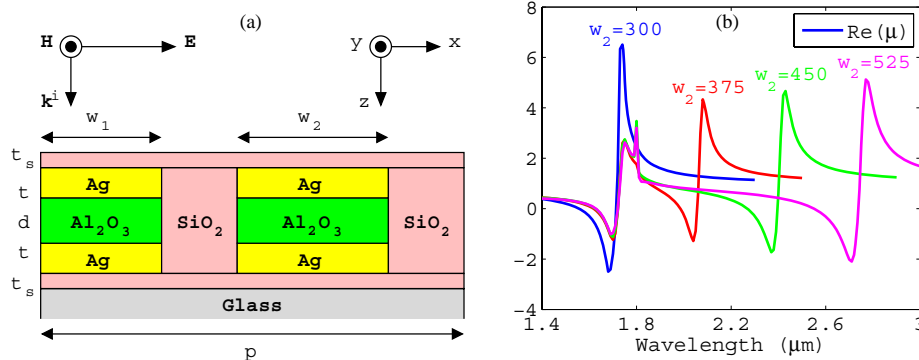 (a)
H
E
k^i
y
x
z
w_1
w_2
t_s
t
d
t
t_s
Ag
Ag
Al_2O_3
SiO_2
Al_2O_3
SiO_2
Ag
Ag
Glass
p
(b)
8
6
4
2
0
-2
-4
w_2=300
Re(μ)
w_2=375
w_2=450
w_2=525
1.4
1.8
2.2
2.6
3
Wavelength (μm)